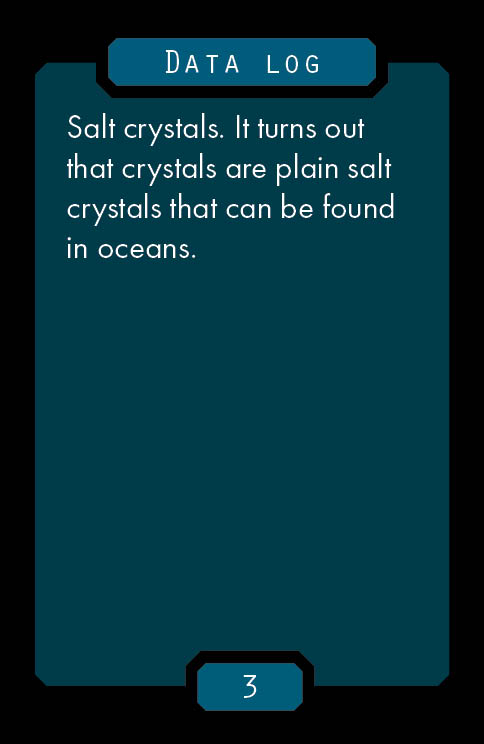 Data log
Salt crystals. It turns out
that crystals are plain salt
crystals that can be found
in oceans.
3